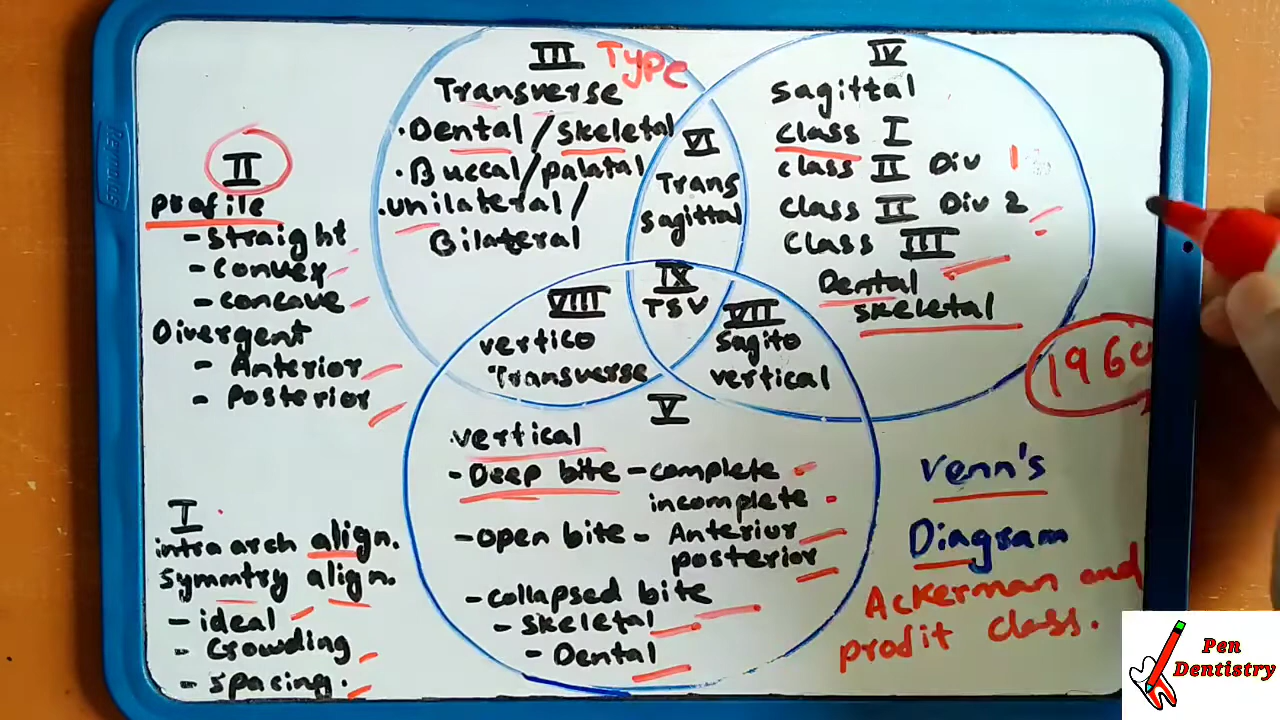 II
profile
- straight
- convex
- concave
Divergent
- Anterior
- posterior
I
intra arch align.
symmtry align.
- ideal
- crowding
- spacing.
III Type
Transverse
. Dental / skeletal
. Buccal / palatal
. unilateral /
Bilateral
VI
Trans
sagittal
IV
sagittal
class I
class II Div 1
class II Div 2
class III
Dental
skeletal
IX
TSV
VIII
vertico
Transverse
VII
sagito
vertical
V
.vertical
- Deep bite - complete
incomplete
- open bite - Anterior
posterior
- collapsed bite
- skeletal
- Dental
1960
Venn's
Diagram
Ackerman and
prodit class.
Pen
Dentistry